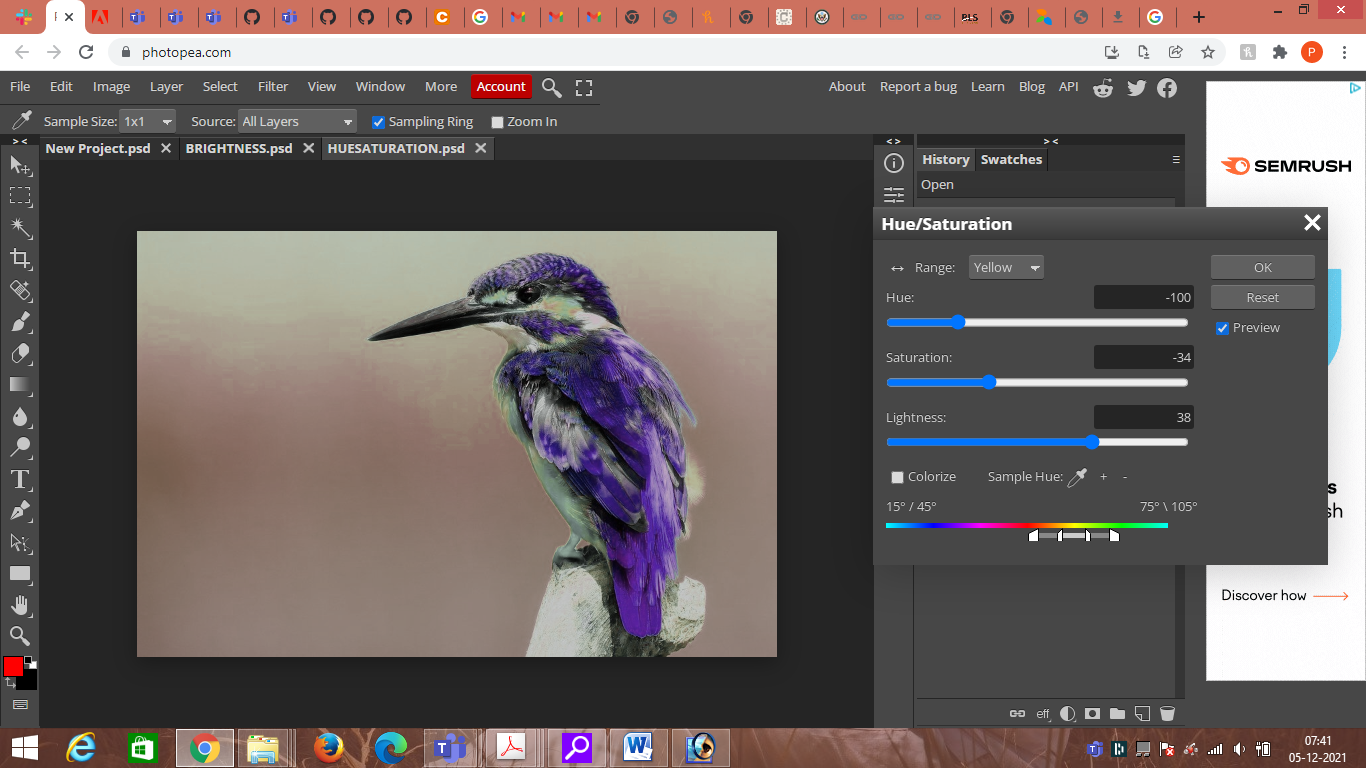 photopea.com
P
File Edit Image Layer Select Filter View Window More Account
About Report a bug Learn Blog API
Sample Size: 1x1 Source: All Layers Sampling Ring Zoom In
New Project.psd BRIGHTNESS.psd HUESATURATION.psd
> <
< >
> <
History Swatches
Open
SEMRUSH
Hue/Saturation
Range: Yellow OK
Hue: -100 Reset
Preview
Saturation: -34
Lightness: 38
Colorize Sample Hue: + -
15° / 45° 75° \ 105°
Discover how
eff
07:41
05-12-2021